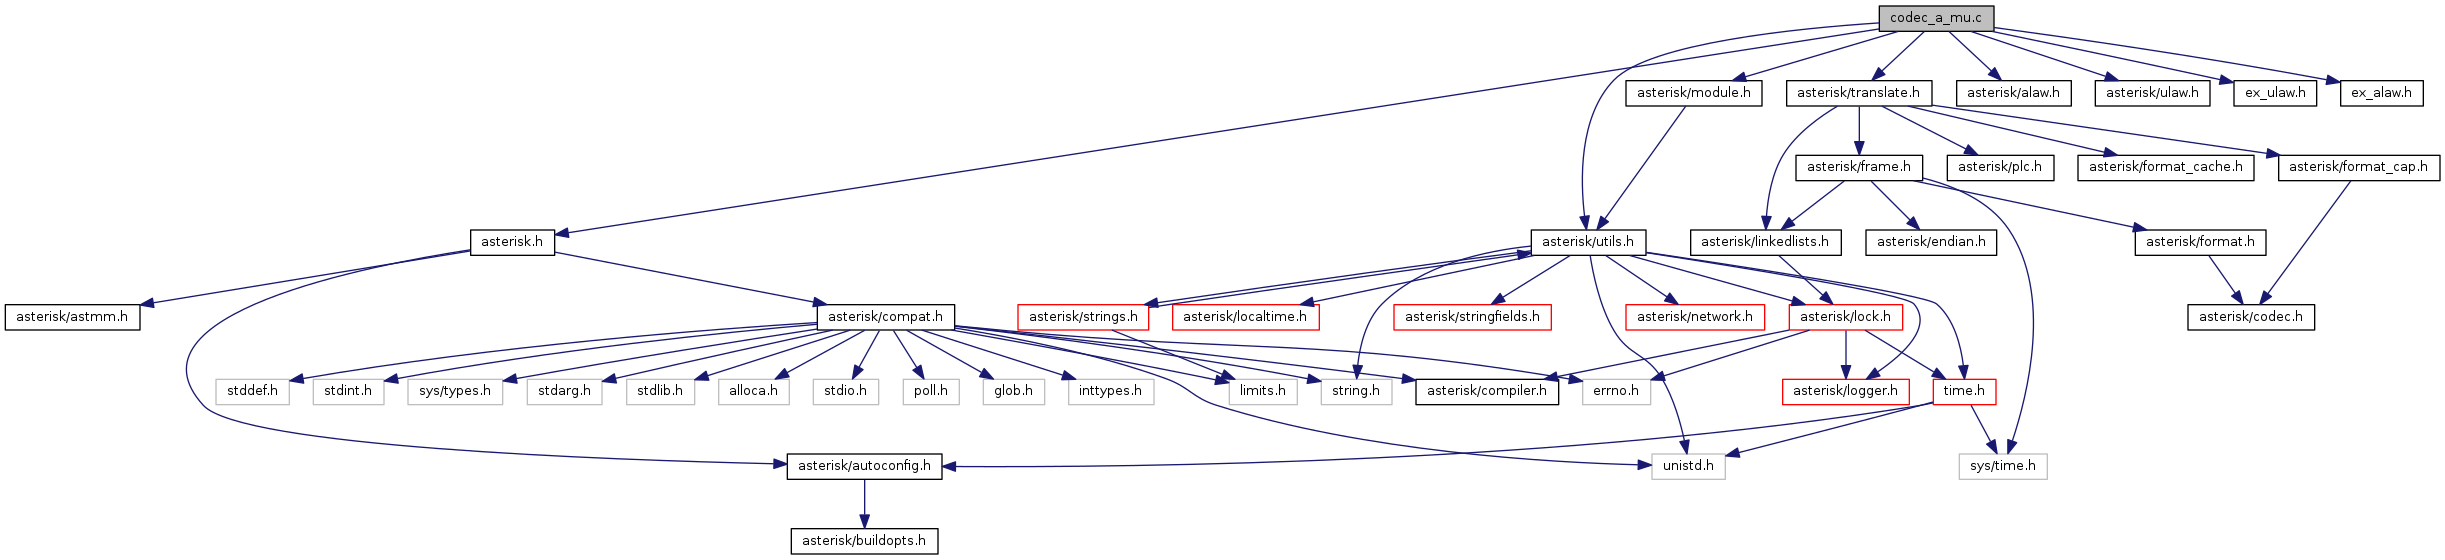 codec_a_mu.c
asterisk/module.h
asterisk/translate.h
asterisk/alaw.h
asterisk/ulaw.h
ex_ulaw.h
ex_alaw.h
asterisk/frame.h
asterisk/plc.h
asterisk/format_cache.h
asterisk/format_cap.h
asterisk.h
asterisk/utils.h
asterisk/linkedlists.h
asterisk/endian.h
asterisk/format.h
asterisk/astmm.h
asterisk/compat.h
asterisk/strings.h
asterisk/localtime.h
asterisk/stringfields.h
asterisk/network.h
asterisk/lock.h
asterisk/codec.h
stddef.h
stdint.h
sys/types.h
stdarg.h
stdlib.h
alloca.h
stdio.h
poll.h
glob.h
inttypes.h
limits.h
string.h
asterisk/compiler.h
errno.h
asterisk/logger.h
time.h
asterisk/autoconfig.h
unistd.h
sys/time.h
asterisk/buildopts.h